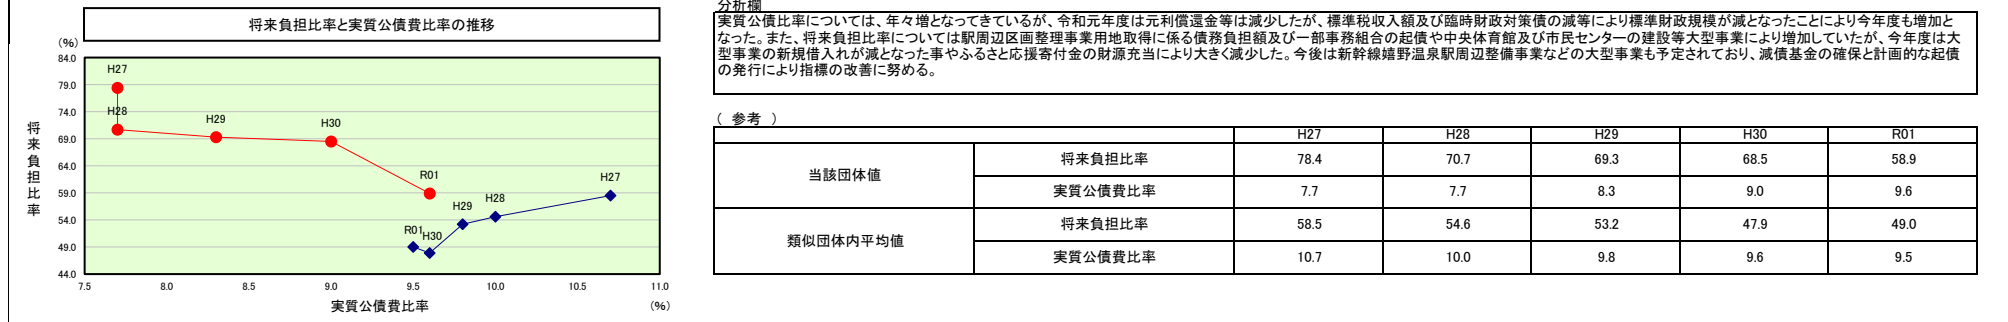 将来負担比率と実質公債費比率の推移
(%)
84.0
79.0
74.0
69.0
64.0
59.0
54.0
49.0
44.0
将来負担比率
H27
H28
H29
H30
R01
H27
H28
H29
H30
R01
7.5 8.0 8.5 9.0 9.5 10.0 10.5 11.0
実質公債費比率
(%)
分析欄
実質公債比率については、年々増となってきているが、令和元年度は元利償還金等は減少したが、標準税収入額及び臨時財政対策債の減等により標準財政規模が減となったことにより今年度も増加と
なった。また、将来負担比率については駅周辺区画整理事業用地取得に係る債務負担額及び一部事務組合の起債や中央体育館及び市民センターの建設等大型事業により増加していたが、今年度は大
型事業の新規借入れが減となった事やふるさと応援寄付金の財源充当により大きく減少した。今後は新幹線嬉野温泉駅周辺整備事業などの大型事業も予定されており、減債基金の確保と計画的な起債
の発行により指標の改善に努める。
( 参考 )
H27 H28 H29 H30 R01
当該団体値
将来負担比率 78.4 70.7 69.3 68.5 58.9
実質公債費比率 7.7 7.7 8.3 9.0 9.6
類似団体内平均値
将来負担比率 58.5 54.6 53.2 47.9 49.0
実質公債費比率 10.7 10.0 9.8 9.6 9.5